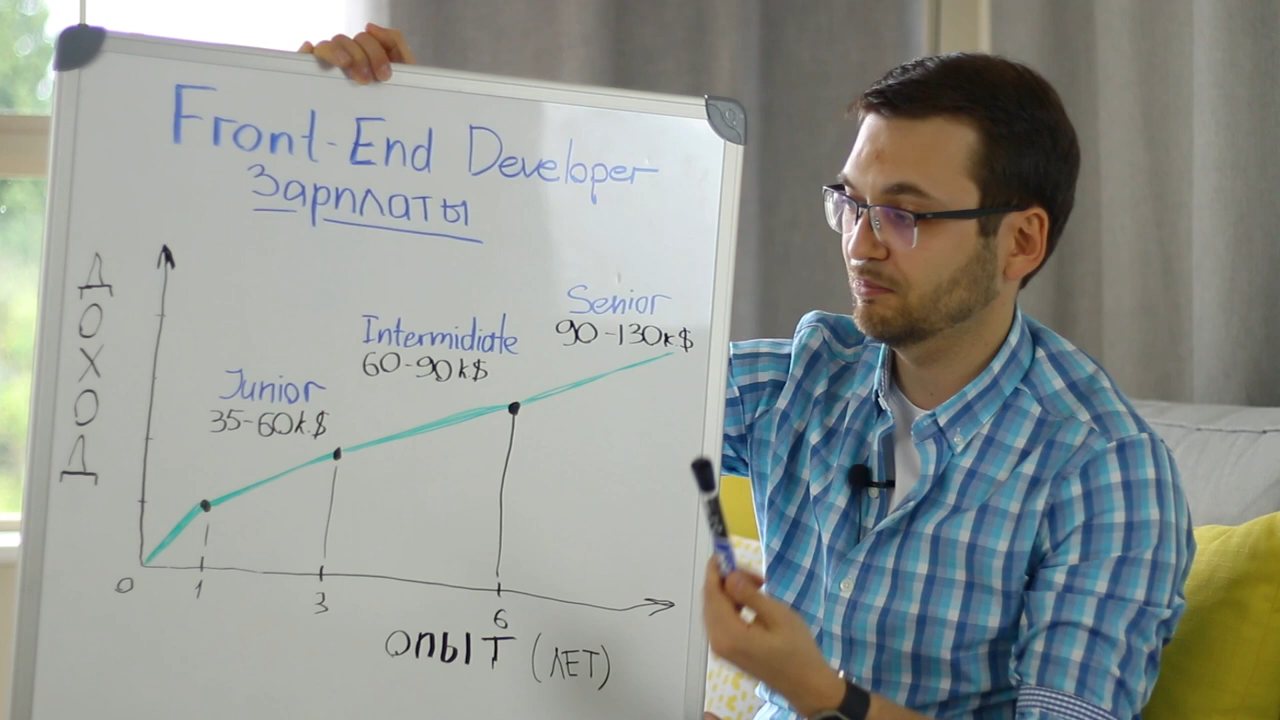 Front-End Developer
Зарплаты
ДОХОД
Junior
35-60k.$
Intermidiate
60-90k$
Senior
90-130k$
0
1
3
6
ОПЫТ (ЛЕТ)